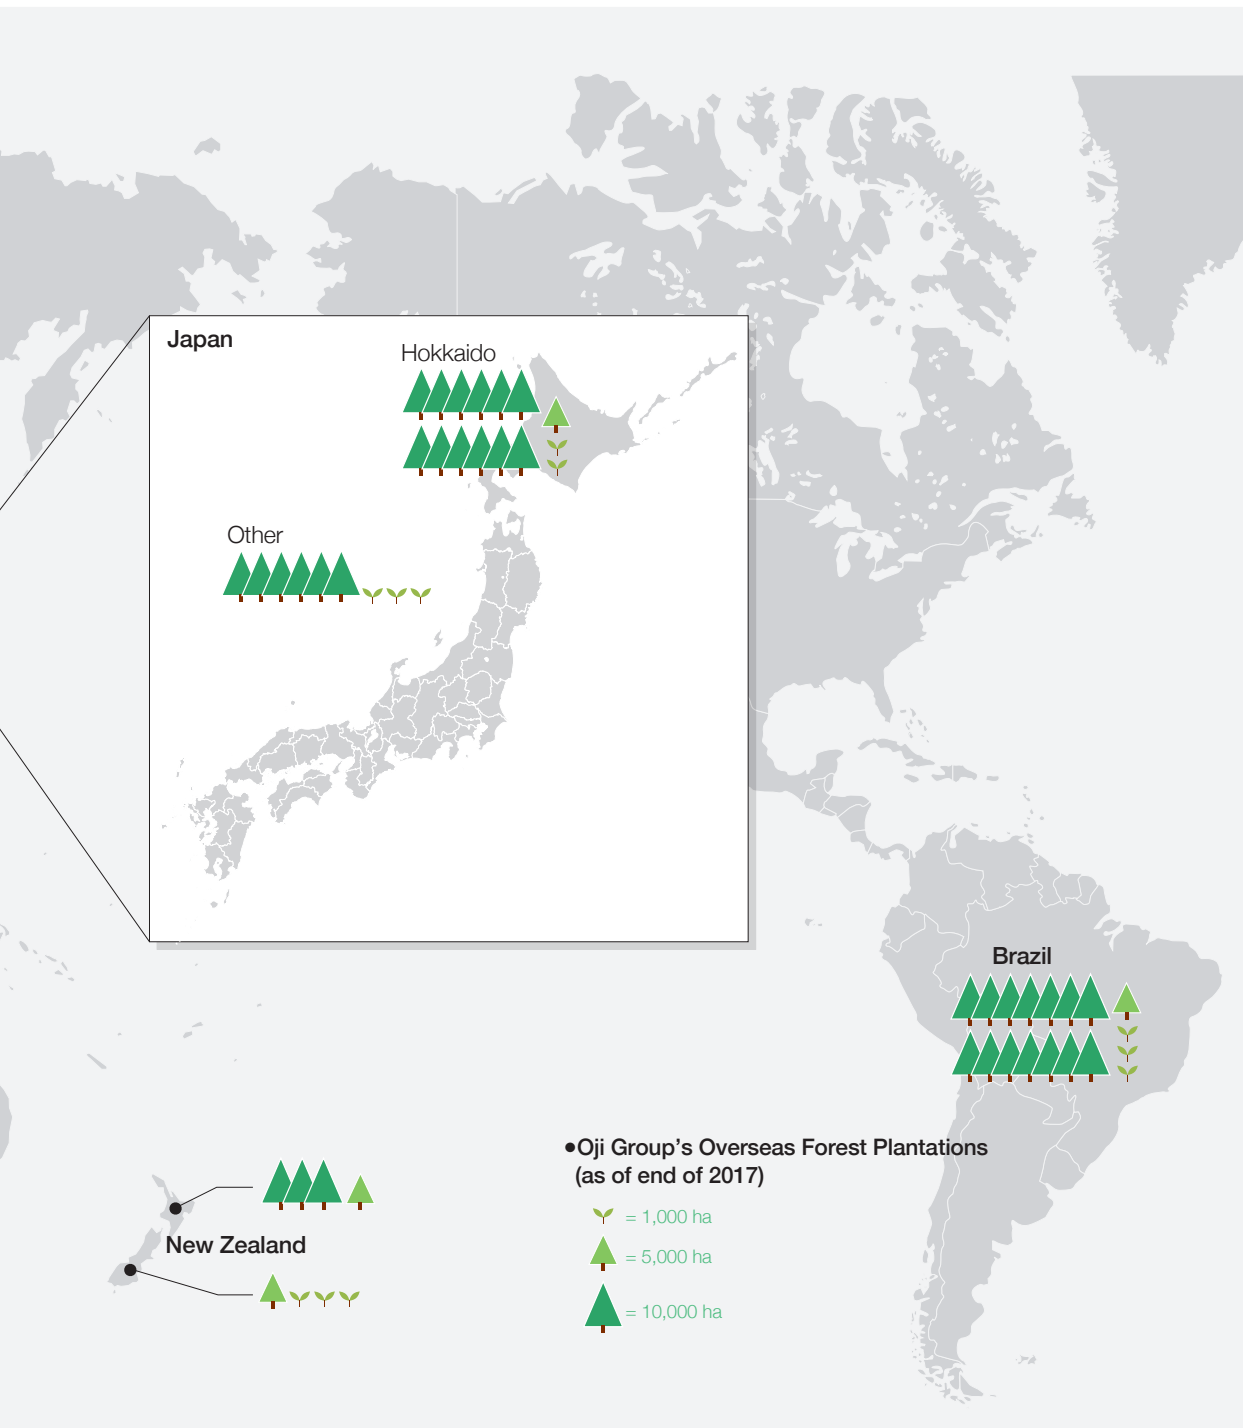 Japan
Hokkaido
Other
Brazil
●Oji Group's Overseas Forest Plantations
(as of end of 2017)
= 1,000 ha
= 5,000 ha
= 10,000 ha
New Zealand